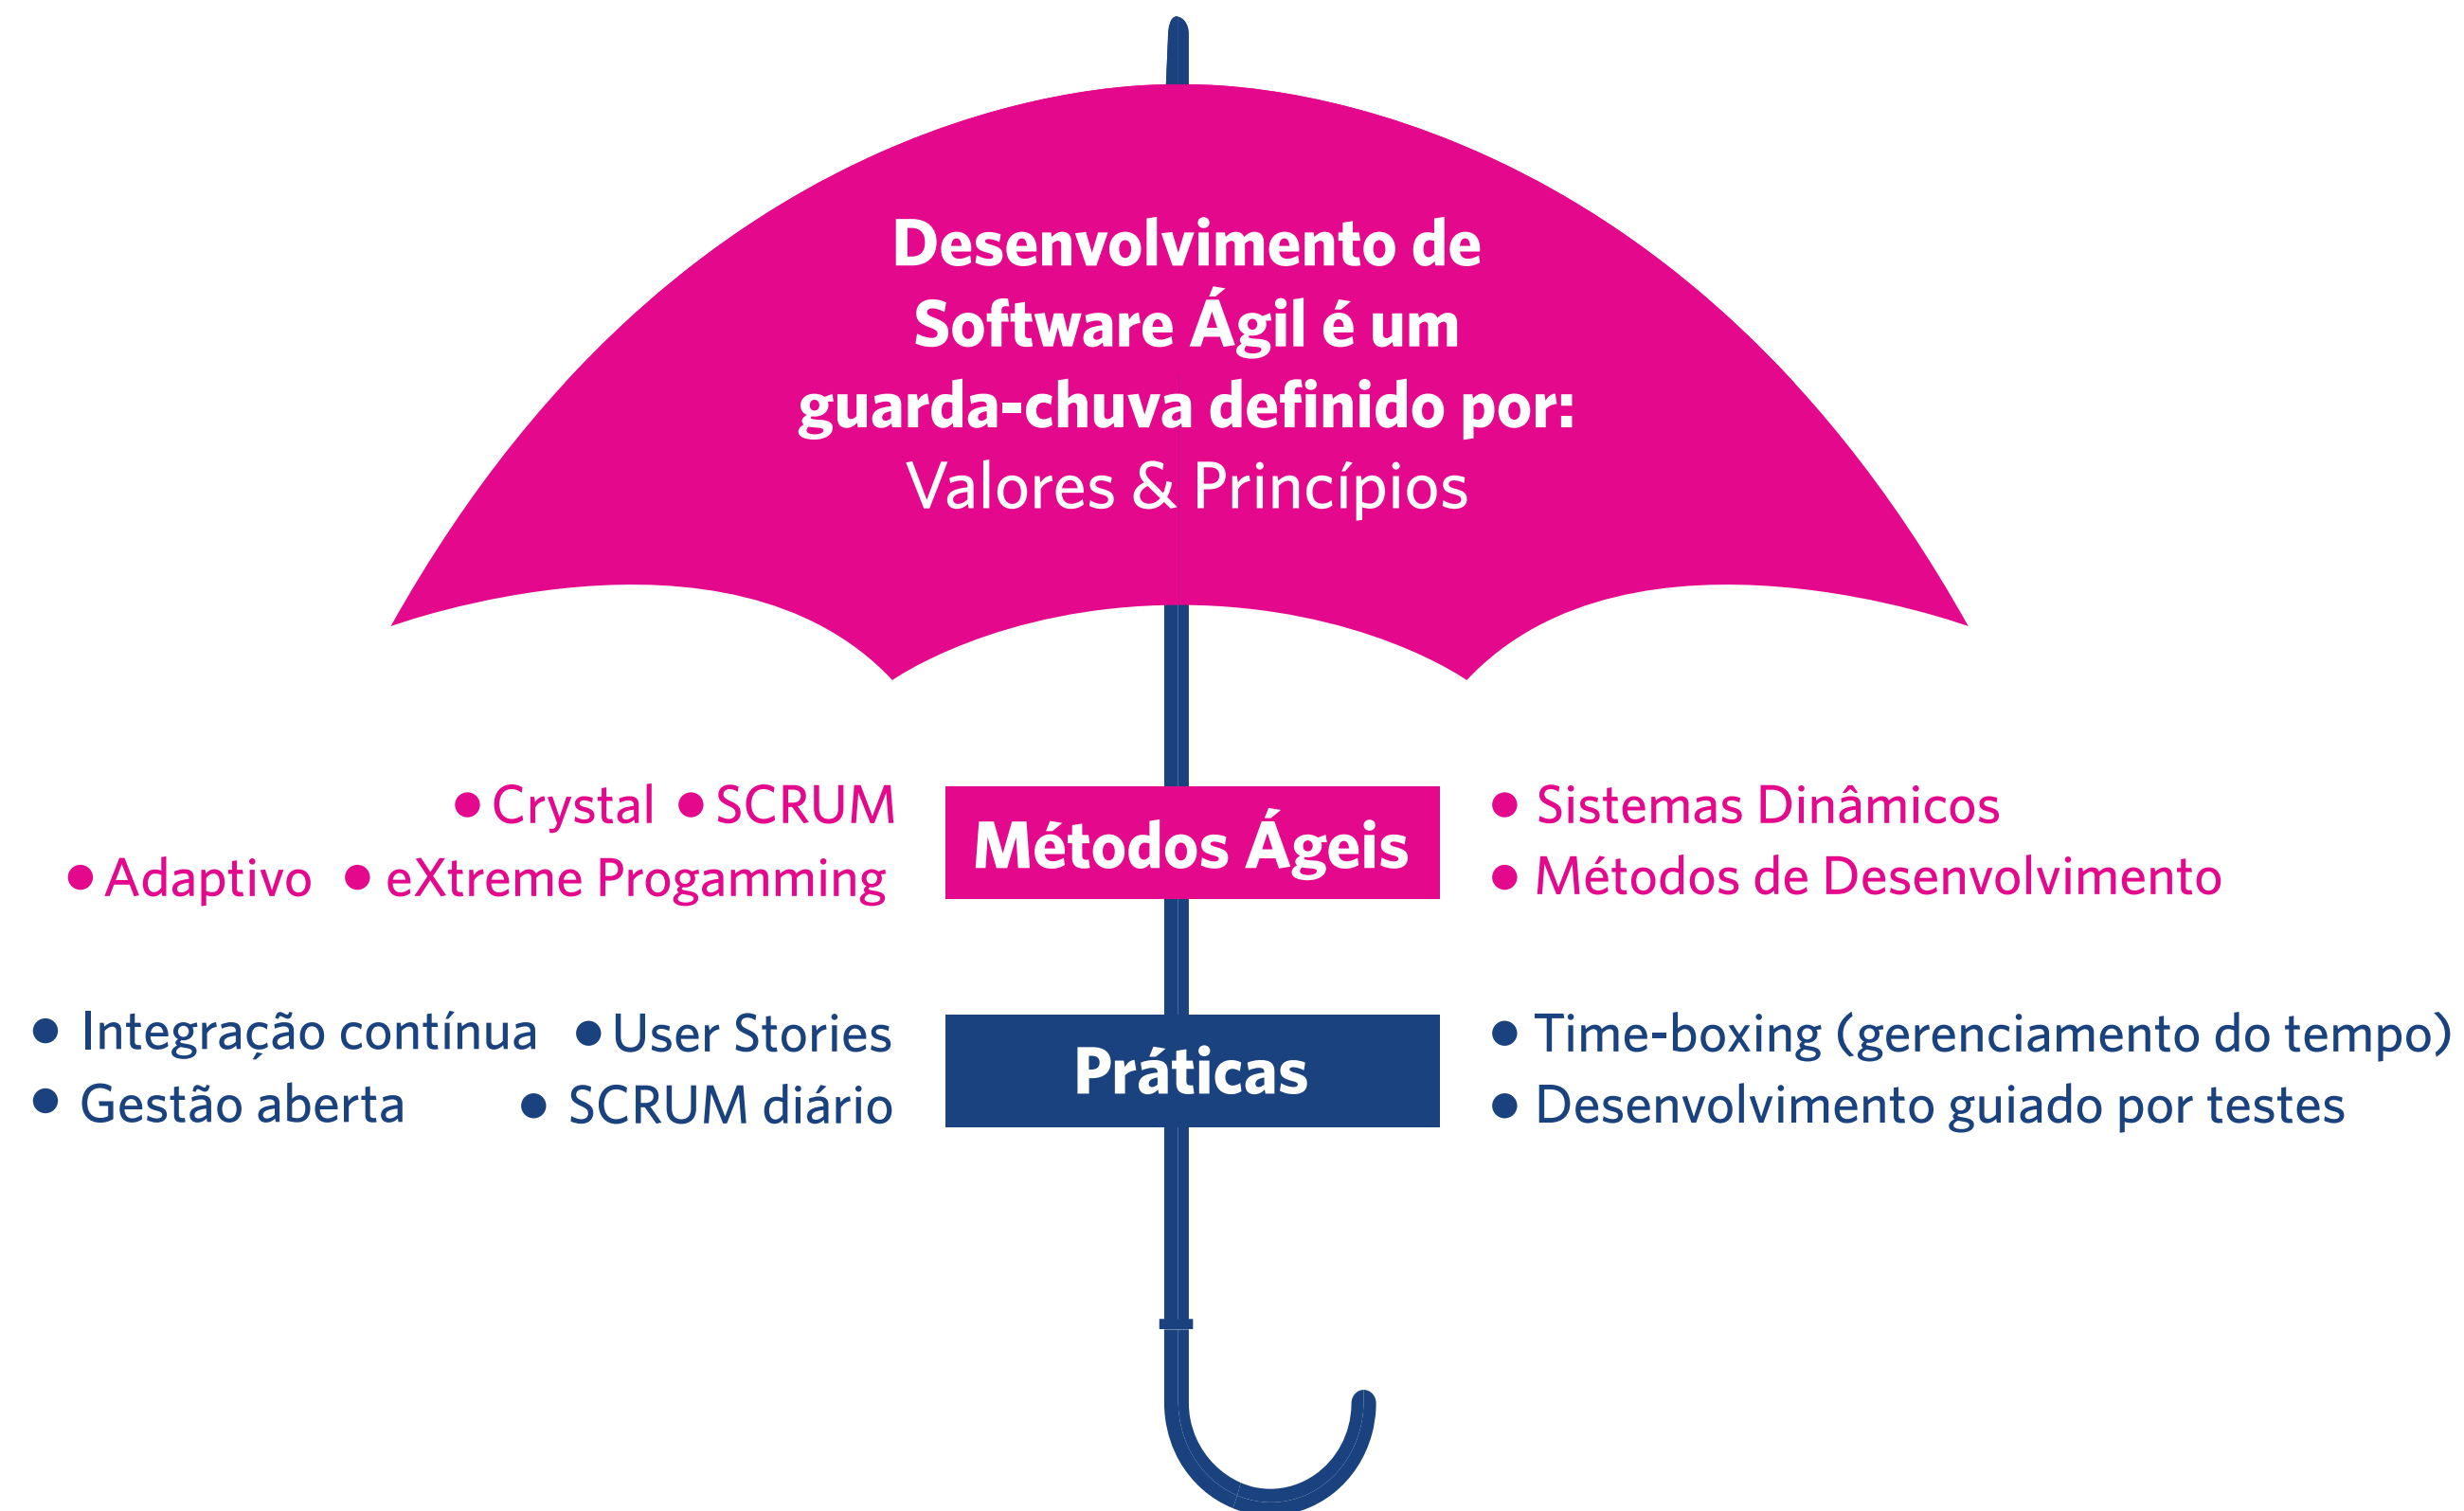 Desenvolvimento de
Software Ágil é um
guarda-chuva definido por:
Valores & Princípios
• Crystal • SCRUM
• Adaptivo • eXtreme Progamming
Metodos Ágeis
• Sistemas Dinâmicos
• Métodos de Desenvolvimento
• Integração contínua • User Stories
• Gestão aberta • SCRUM diário
Práticas
• Time-boxing (gerenciamento do tempo)
• Desenvolvimento guiado por testes